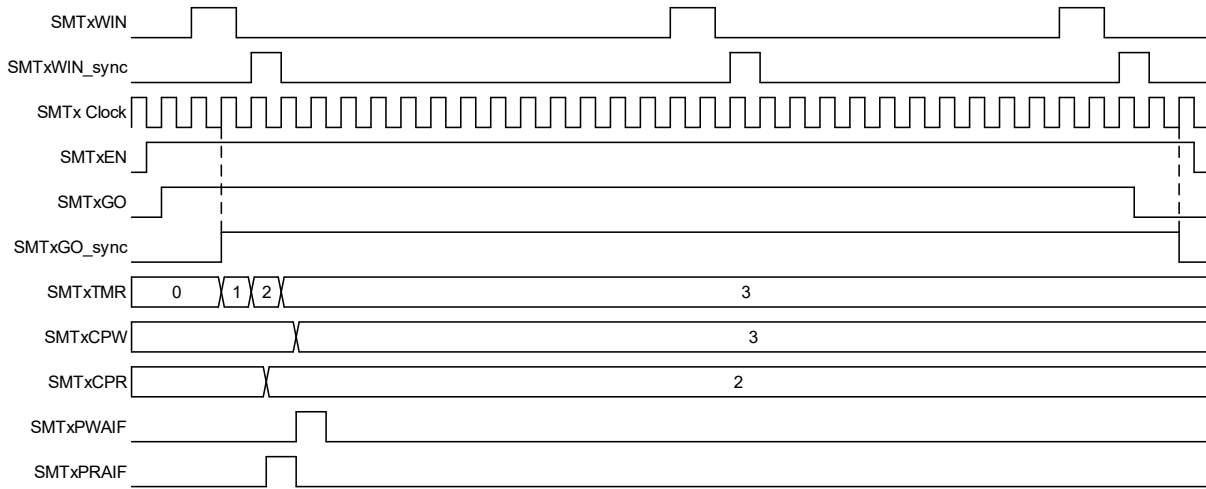 SMTxWIN
SMTxWIN_sync
SMTx Clock
SMTxEN
SMTxGO
SMTxGO_sync
SMTxTMR 0 1 2 3
SMTxCPW 3
SMTxCPR 2
SMTxPWAIF
SMTxPRAIF